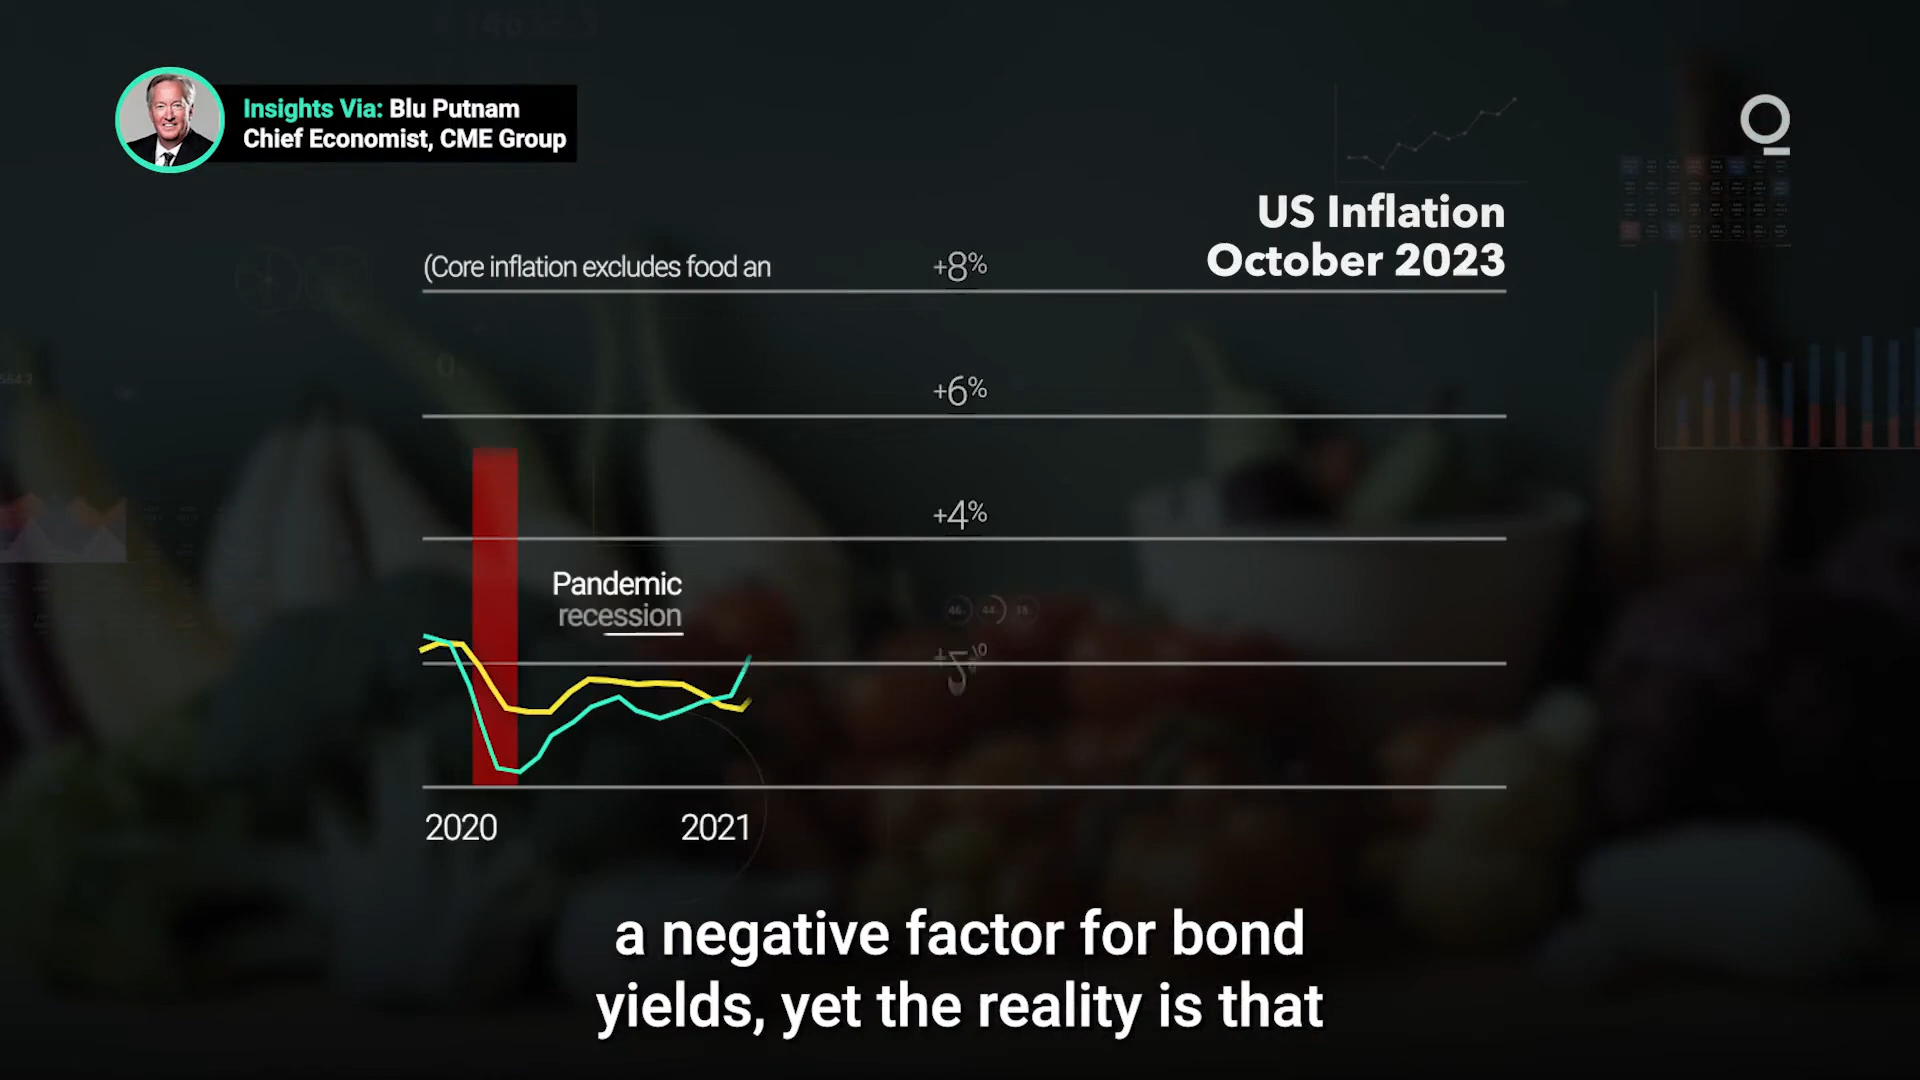 Insights Via: Blu Putnam
Chief Economist, CME Group
US Inflation
October 2023
(Core inflation excludes food an
+8%
+6%
+4%
Pandemic
recession
2020
2021
a negative factor for bond
yields, yet the reality is that